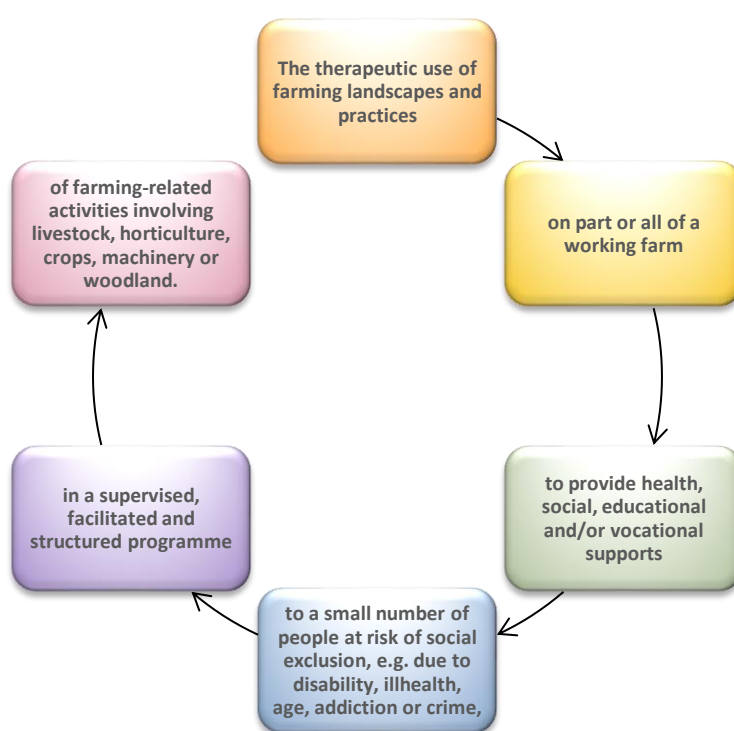 The therapeutic use of
farming landscapes and
practices
on part or all of a
working farm
to provide health,
social, educational
and/or vocational
supports
to a small number of
people at risk of social
exclusion, e.g. due to
disability, illhealth,
age, addiction or crime,
in a supervised,
facilitated and
structured programme
of farming-related
activities involving
livestock, horticulture,
crops, machinery or
woodland.